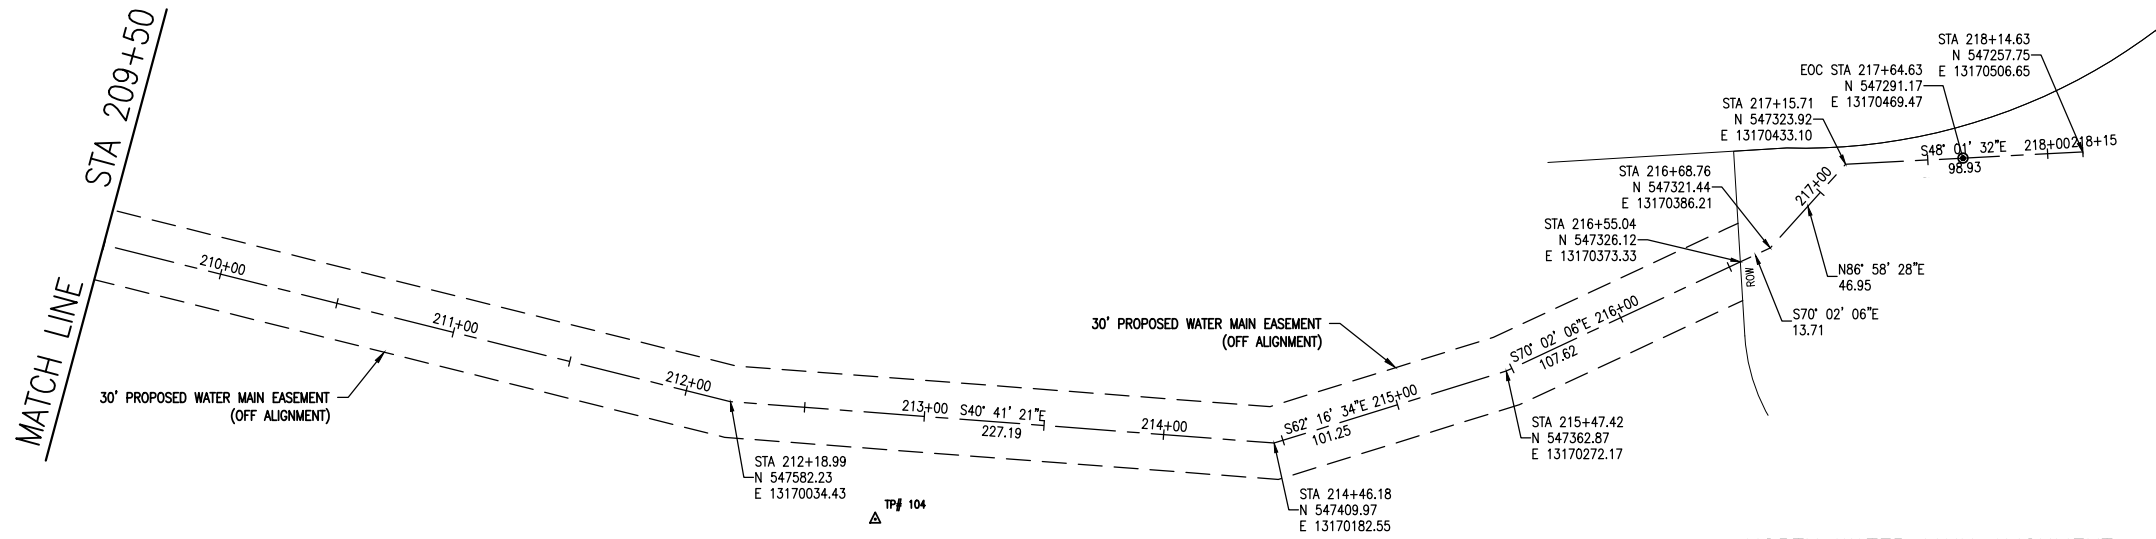 MATCH LINE STA 209+50
210+00
211+00
212+00
30' PROPOSED WATER MAIN EASEMENT
(OFF ALIGNMENT)
STA 212+18.99
N 547582.23
E 13170034.43
TP# 104
213+00
S40° 41' 21"E
227.19
214+00
STA 214+46.18
N 547409.97
E 13170182.55
30' PROPOSED WATER MAIN EASEMENT
(OFF ALIGNMENT)
S62° 16' 34"E
101.25
215+00
STA 215+47.42
N 547362.87
E 13170272.17
S70° 02' 06"E
107.62
216+00
STA 216+55.04
N 547326.12
E 13170373.33
ROW
STA 216+68.76
N 547321.44
E 13170386.21
S70° 02' 06"E
13.71
N86° 58' 28"E
46.95
217+00
STA 217+15.71
N 547323.92
E 13170433.10
EOC STA 217+64.63
N 547291.17
E 13170469.47
STA 218+14.63
N 547257.75
E 13170506.65
S48° 01' 32"E
98.93
218+00
218+15